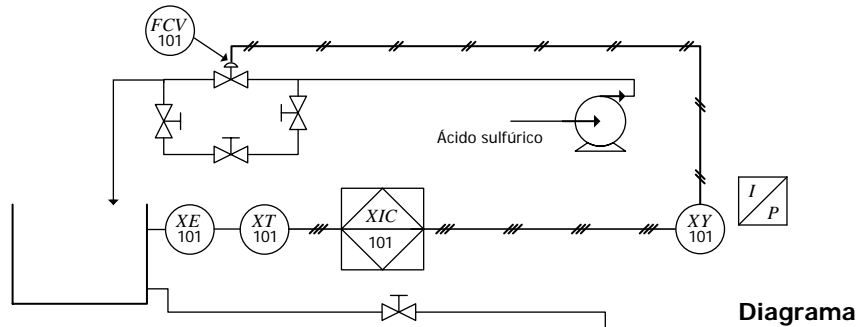 FCV
101
Ácido sulfúrico
XE
101
XT
101
XIC
101
XY
101
I
P
Diagrama